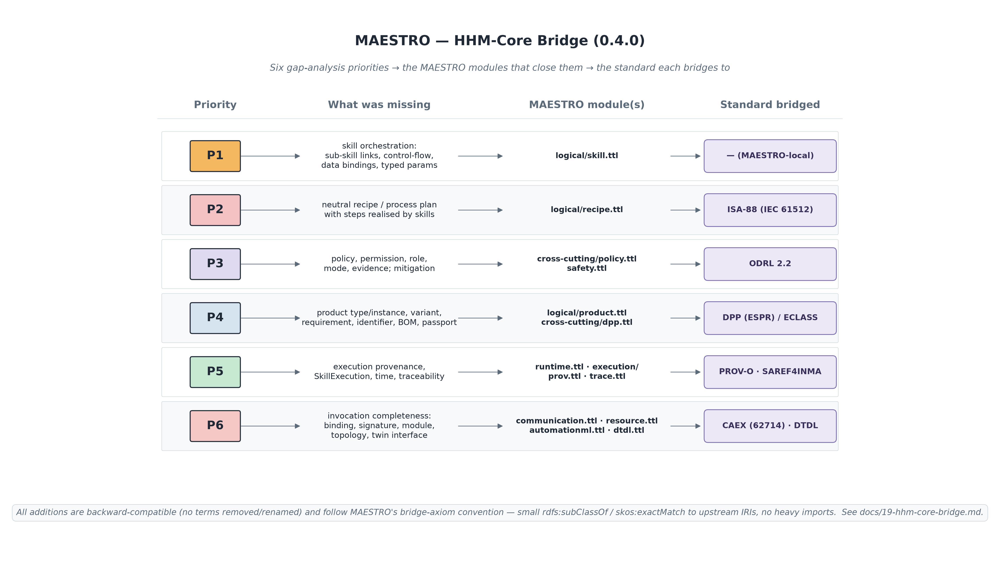 MAESTRO — HHM-Core Bridge (0.4.0)
Six gap-analysis priorities → the MAESTRO modules that close them → the standard each bridges to
Priority
What was missing
MAESTRO module(s)
Standard bridged
P1
skill orchestration:
sub-skill links, control-flow,
data bindings, typed params
logical/skill.ttl
— (MAESTRO-local)
P2
neutral recipe / process plan
with steps realised by skills
logical/recipe.ttl
ISA-88 (IEC 61512)
P3
policy, permission, role,
mode, evidence; mitigation
cross-cutting/policy.ttl
safety.ttl
ODRL 2.2
P4
product type/instance, variant,
requirement, identifier, BOM, passport
logical/product.ttl
cross-cutting/dpp.ttl
DPP (ESPR) / ECLASS
P5
execution provenance,
SkillExecution, time, traceability
runtime.ttl · execution/
prov.ttl · trace.ttl
PROV-O · SAREF4INMA
P6
invocation completeness:
binding, signature, module,
topology, twin interface
communication.ttl · resource.ttl
automationml.ttl · dtdl.ttl
CAEX (62714) · DTDL
All additions are backward-compatible (no terms removed/renamed) and follow MAESTRO's bridge-axiom convention — small rdfs:subClassOf / skos:exactMatch to upstream IRIs, no heavy imports.  See docs/19-hhm-core-bridge.md.